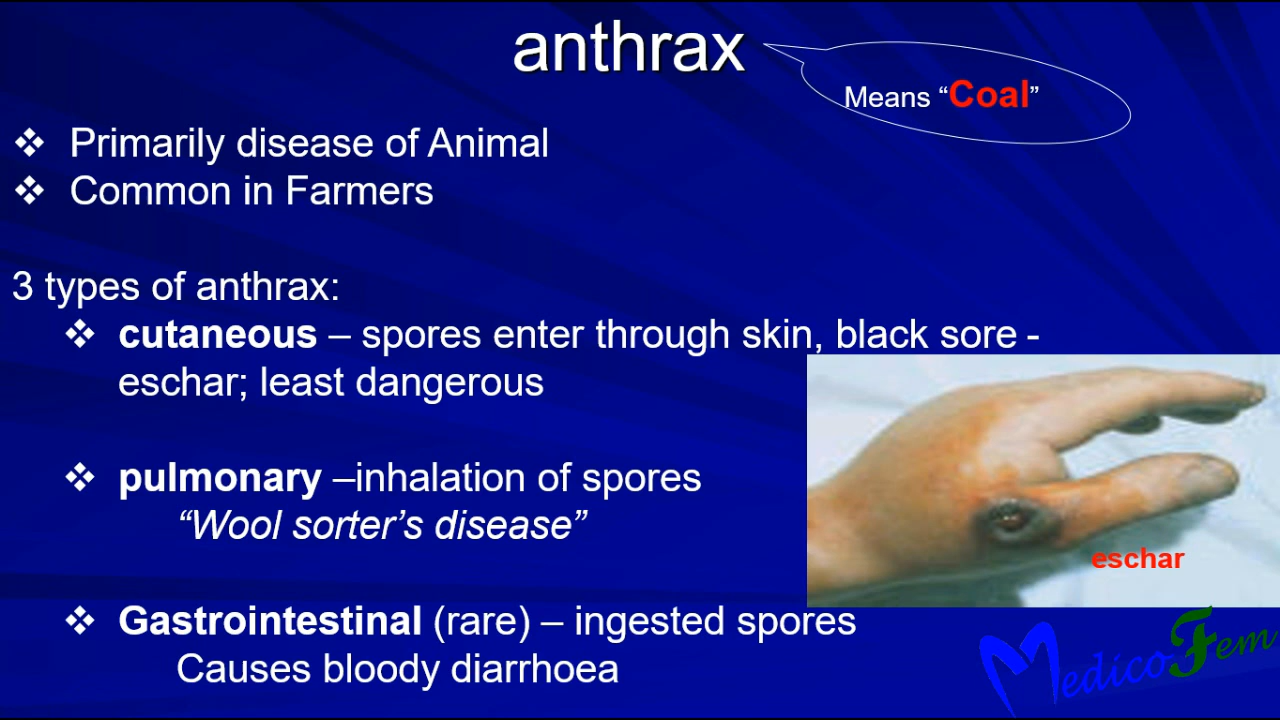 anthrax
Means “Coal”
❖ Primarily disease of Animal
❖ Common in Farmers
3 types of anthrax:
❖ cutaneous – spores enter through skin, black sore -
eschar; least dangerous
❖ pulmonary –inhalation of spores
“Wool sorter’s disease”
eschar
❖ Gastrointestinal (rare) – ingested spores
Causes bloody diarrhoea
MedicoFem